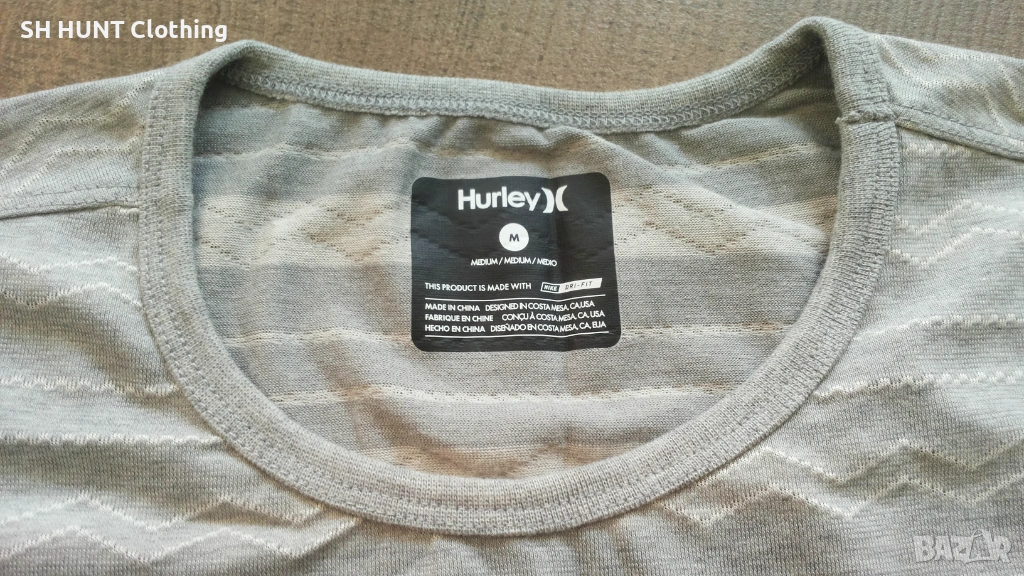 SH HUNT Clothing
Hurley
M
MEDIUM / MEDIUM / MEDIO
THIS PRODUCT IS MADE WITH NIKE DRI-FIT
MADE IN CHINA DESIGNED IN COSTA MESA, CA, USA
FABRIQUE EN CHINE CONÇU À COSTA MESA, CA, USA
HECHO EN CHINA DISEÑADO EN COSTA MESA, CA, EUA
BAZAR